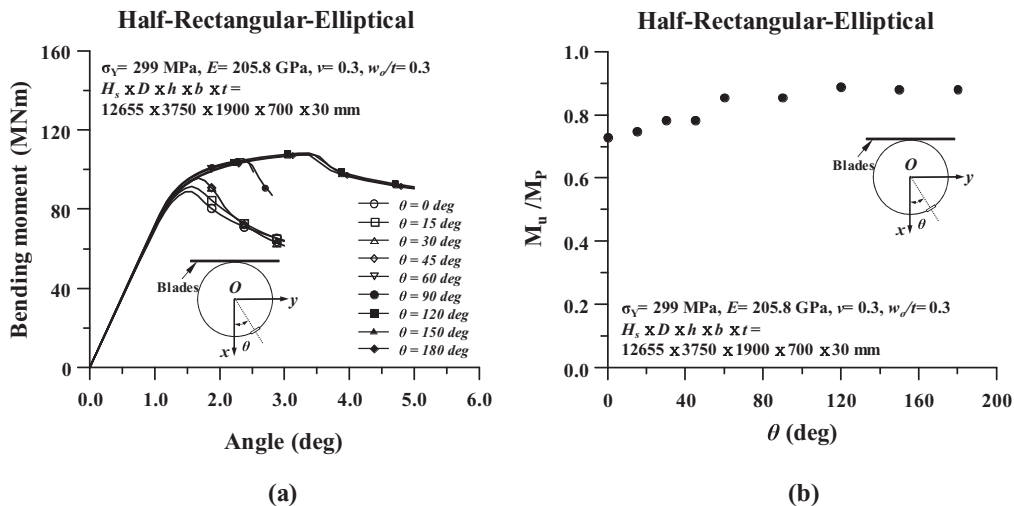 Half-Rectangular-Elliptical
Bending moment (MNm)
160
120
80
40
0
σY= 299 MPa, E= 205.8 GPa, ν= 0.3, wo/t= 0.3
Hs x D x h x b x t =
12655 x 3750 x 1900 x 700 x 30 mm
θ = 0 deg
θ = 15 deg
θ = 30 deg
θ = 45 deg
θ = 60 deg
θ = 90 deg
θ = 120 deg
θ = 150 deg
θ = 180 deg
Blades
O
y
x
θ
0.0 1.0 2.0 3.0 4.0 5.0 6.0
Angle (deg)
(a)
Half-Rectangular-Elliptical
Mu /MP
1.0
0.8
0.6
0.4
0.2
0.0
Blades
O
y
x
θ
σY= 299 MPa, E= 205.8 GPa, ν= 0.3, wo/t= 0.3
Hs x D x h x b x t =
12655 x 3750 x 1900 x 700 x 30 mm
0 40 80 120 160 200
θ (deg)
(b)